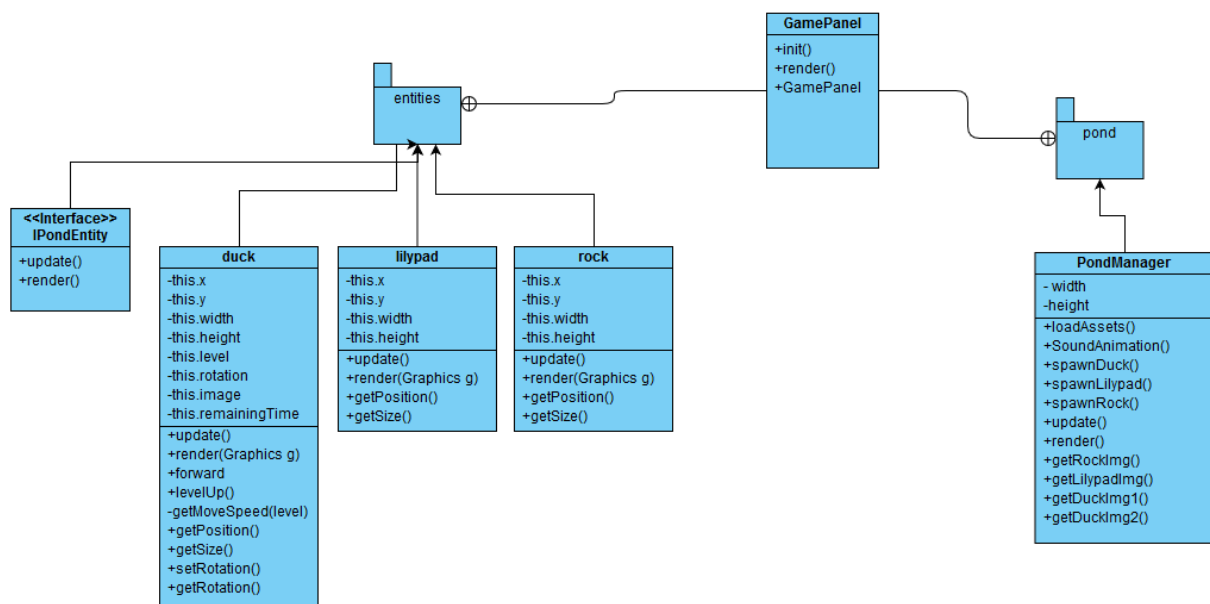 GamePanel
+init()
+render()
+GamePanel
entities
pond
<<Interface>>
IPondEntity
+update()
+render()
duck
-this.x
-this.y
-this.width
-this.height
-this.level
-this.rotation
-this.image
-this.remainingTime
+update()
+render(Graphics g)
+forward
+levelUp()
-getMoveSpeed(level)
+getPosition()
+getSize()
+setRotation()
+getRotation()
lilypad
-this.x
-this.y
-this.width
-this.height
+update()
+render(Graphics g)
+getPosition()
+getSize()
rock
-this.x
-this.y
-this.width
-this.height
+update()
+render(Graphics g)
+getPosition()
+getSize()
PondManager
- width
-height
+loadAssets()
+SoundAnimation()
+spawnDuck()
+spawnLilypad()
+spawnRock()
+update()
+render()
+getRockImg()
+getLilypadImg()
+getDuckImg1()
+getDuckImg2()